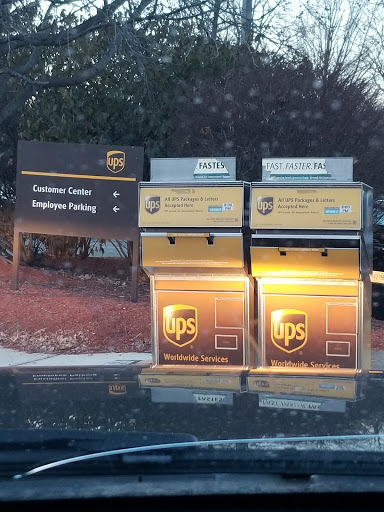 ups
Customer Center ←
Employee Parking ←
FASTES
ups
All UPS Packages & Letters
Accepted Here
ups
Worldwide Services
FAST.FASTER.FAS
ups
All UPS Packages & Letters
Accepted Here
ups
Worldwide Services